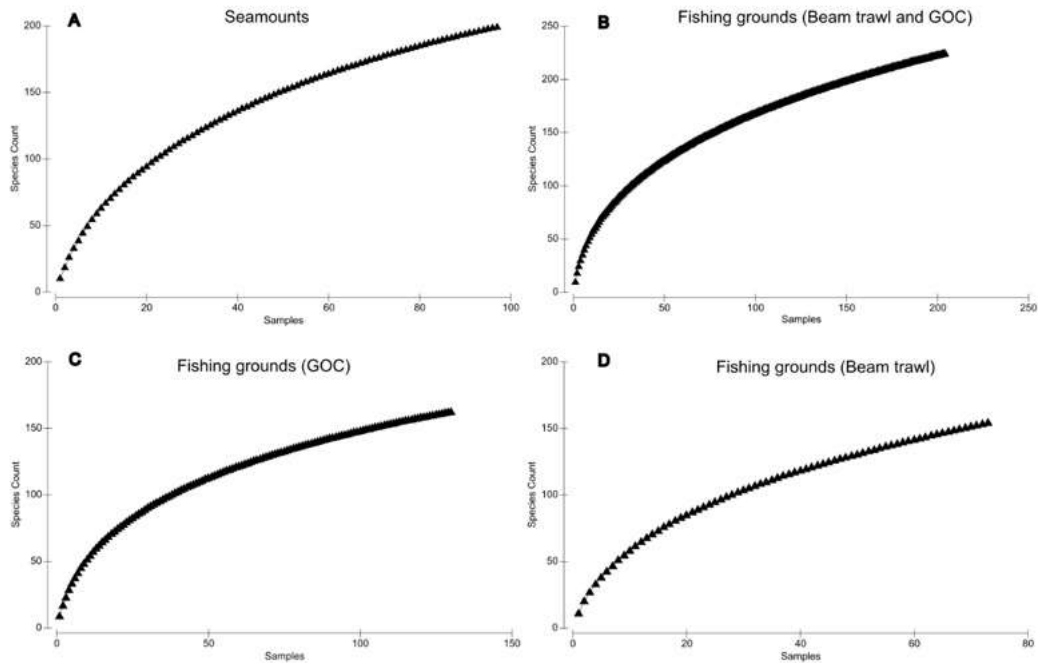 A
Seamounts
200
150
100
50
0
Species Count
0 20 40 60 80 100
Samples
B
Fishing grounds (Beam trawl and GOC)
250
200
150
100
50
0
Species Count
0 50 100 150 200 250
Samples
C
Fishing grounds (GOC)
200
150
100
50
0
Species Count
0 50 100 150
Samples
D
Fishing grounds (Beam trawl)
200
150
100
50
0
Species Count
0 20 40 60 80
Samples